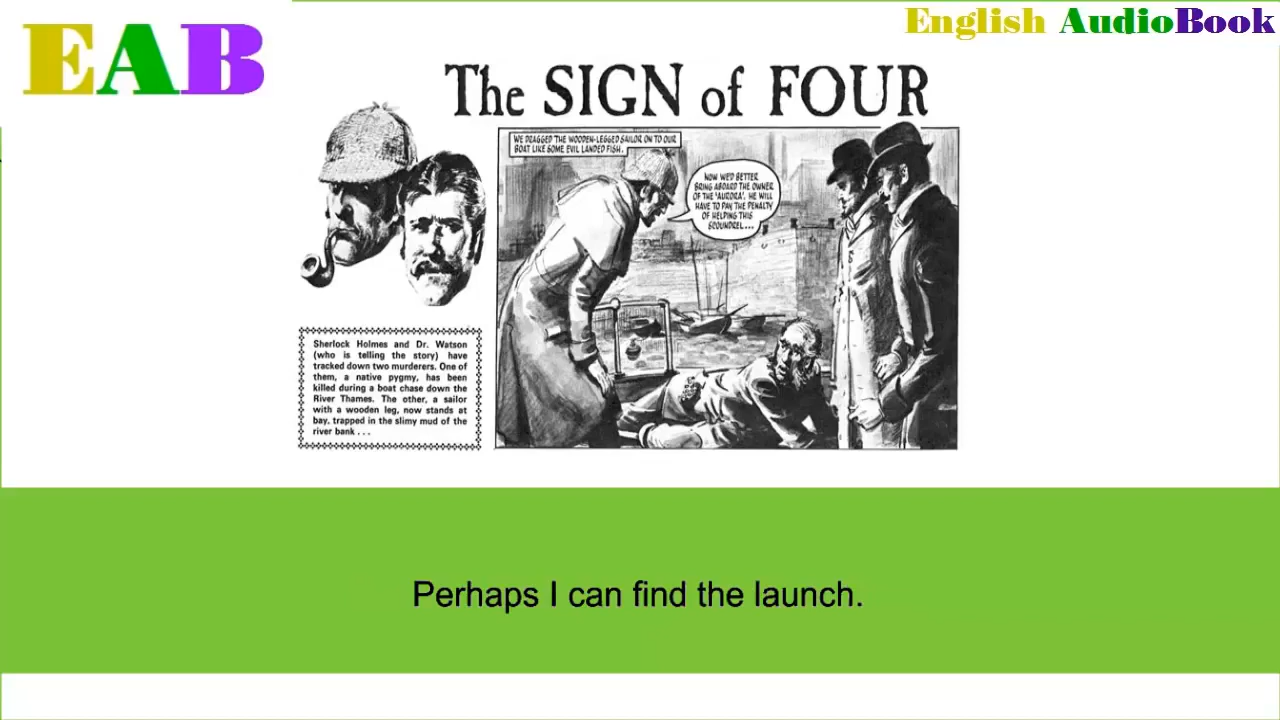 EAB
English AudioBook
The SIGN of FOUR
WE DRAGGED THE WOODEN-LEGGED SAILOR ON TO OUR
BOAT LIKE SOME EVIL LANDED FISH.
NOW WE'D BETTER
BRING ABOARD THE OWNER
OF THE 'AURORA'. HE WILL
HAVE TO PAY THE PENALTY
OF HELPING THIS
SCOUNDREL...
Sherlock Holmes and Dr. Watson
(who is telling the story) have
tracked down two murderers. One of
them, a native pygmy, has been
killed during a boat chase down the
River Thames. The other, a sailor
with a wooden leg, now stands at
bay, trapped in the slimy mud of the
river bank . . .
Perhaps I can find the launch.